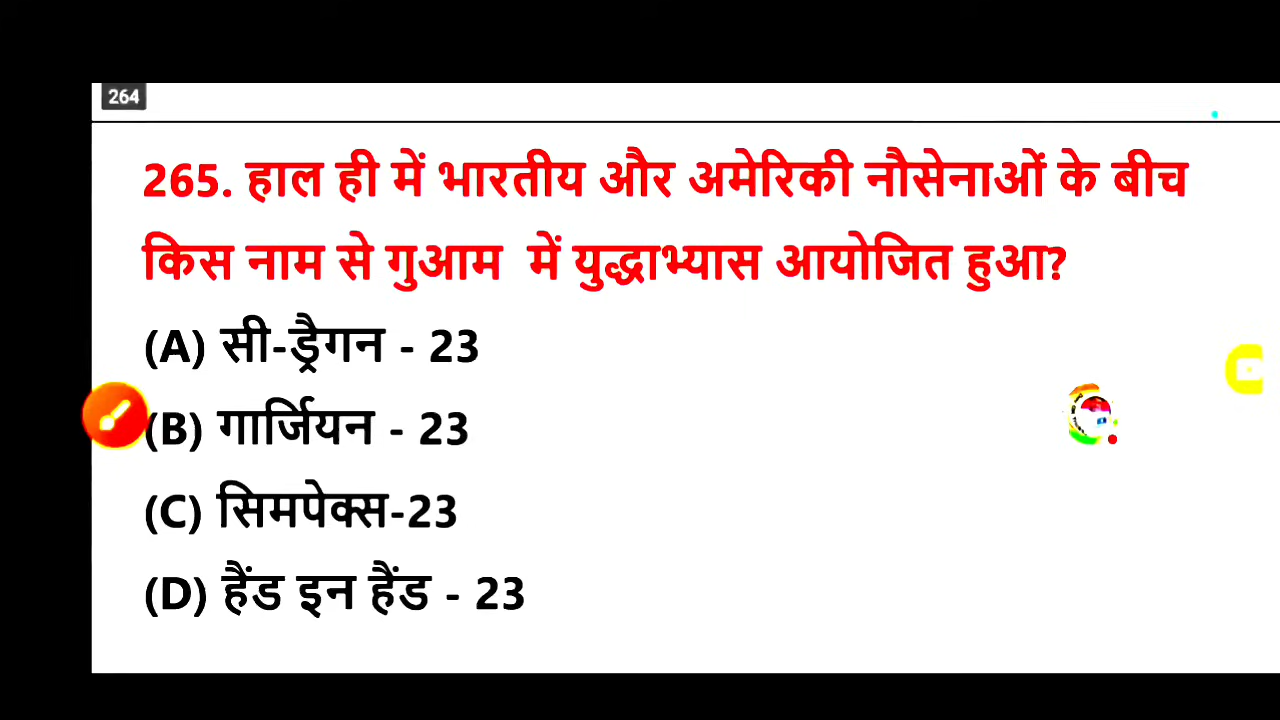 264
265. हाल ही में भारतीय और अमेरिकी नौसेनाओं के बीच
किस नाम से गुआम में युद्धाभ्यास आयोजित हुआ?
(A) सी-ड्रैगन - 23
(B) गार्जियन - 23
(C) सिमपेक्स-23
(D) हैंड इन हैंड - 23